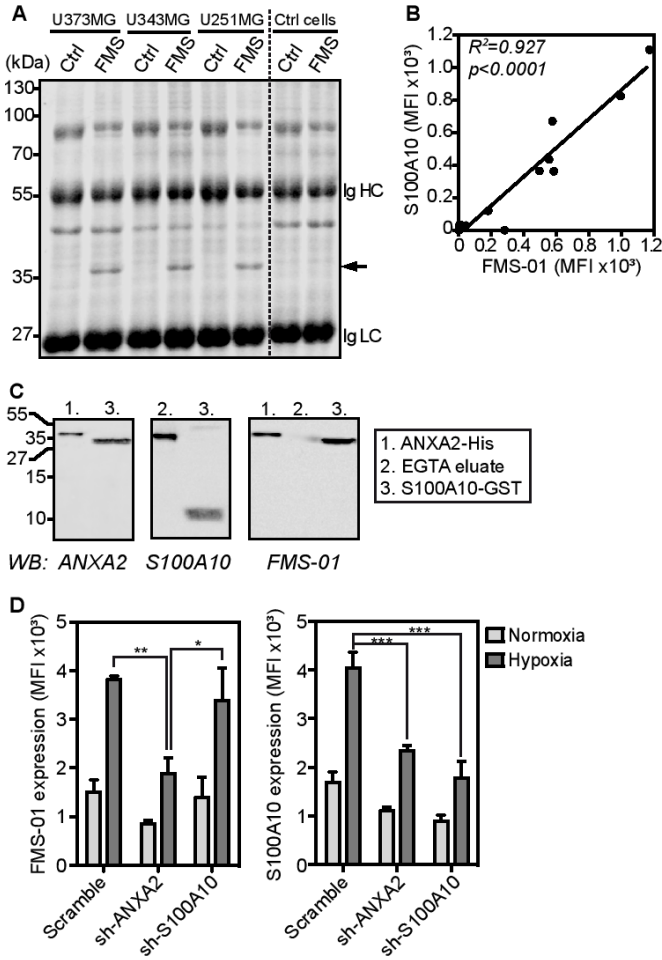 A
U373MG U343MG U251MG Ctrl cells
(kDa) Ctrl FMS Ctrl FMS Ctrl FMS Ctrl FMS
130
100
70
55 Ig HC
35
27 Ig LC
B
R²=0.927
p<0.0001
S100A10 (MFI x10³)
1.2
1.0
0.8
0.6
0.4
0.2
0
0 0.2 0.4 0.6 0.8 1.0 1.2
FMS-01 (MFI x10³)
C
1. 3. 2. 3. 1. 2. 3.
55
35
27
15
10
1. ANXA2-His
2. EGTA eluate
3. S100A10-GST
WB: ANXA2 S100A10 FMS-01
D
FMS-01 expression (MFI x10³)
5
4
3
2
1
0
** *
Scramble
sh-ANXA2
sh-S100A10
S100A10 expression (MFI x10³)
5
4
3
2
1
0
***
***
Scramble
sh-ANXA2
sh-S100A10
Normoxia
Hypoxia